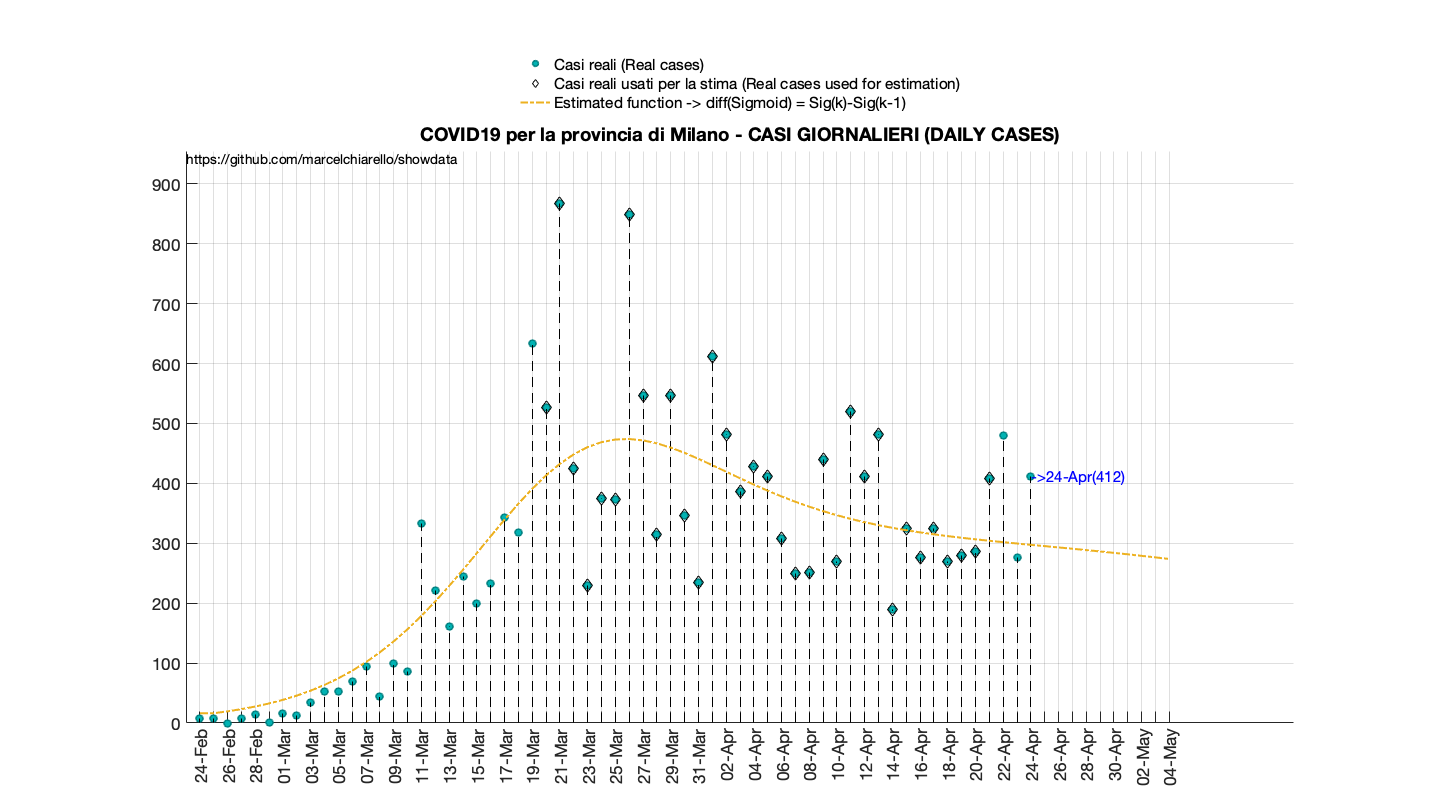 Casi reali (Real cases)
Casi reali usati per la stima (Real cases used for estimation)
Estimated function -> diff(Sigmoid) = Sig(k)-Sig(k-1)
COVID19 per la provincia di Milano - CASI GIORNALIERI (DAILY CASES)
https://github.com/marcelchiarello/showdata
900
800
700
600
500
400
300
200
100
0
->24-Apr(412)
24-Feb
26-Feb
28-Feb
01-Mar
03-Mar
05-Mar
07-Mar
09-Mar
11-Mar
13-Mar
15-Mar
17-Mar
19-Mar
21-Mar
23-Mar
25-Mar
27-Mar
29-Mar
31-Mar
02-Apr
04-Apr
06-Apr
08-Apr
10-Apr
12-Apr
14-Apr
16-Apr
18-Apr
20-Apr
22-Apr
24-Apr
26-Apr
28-Apr
30-Apr
02-May
04-May